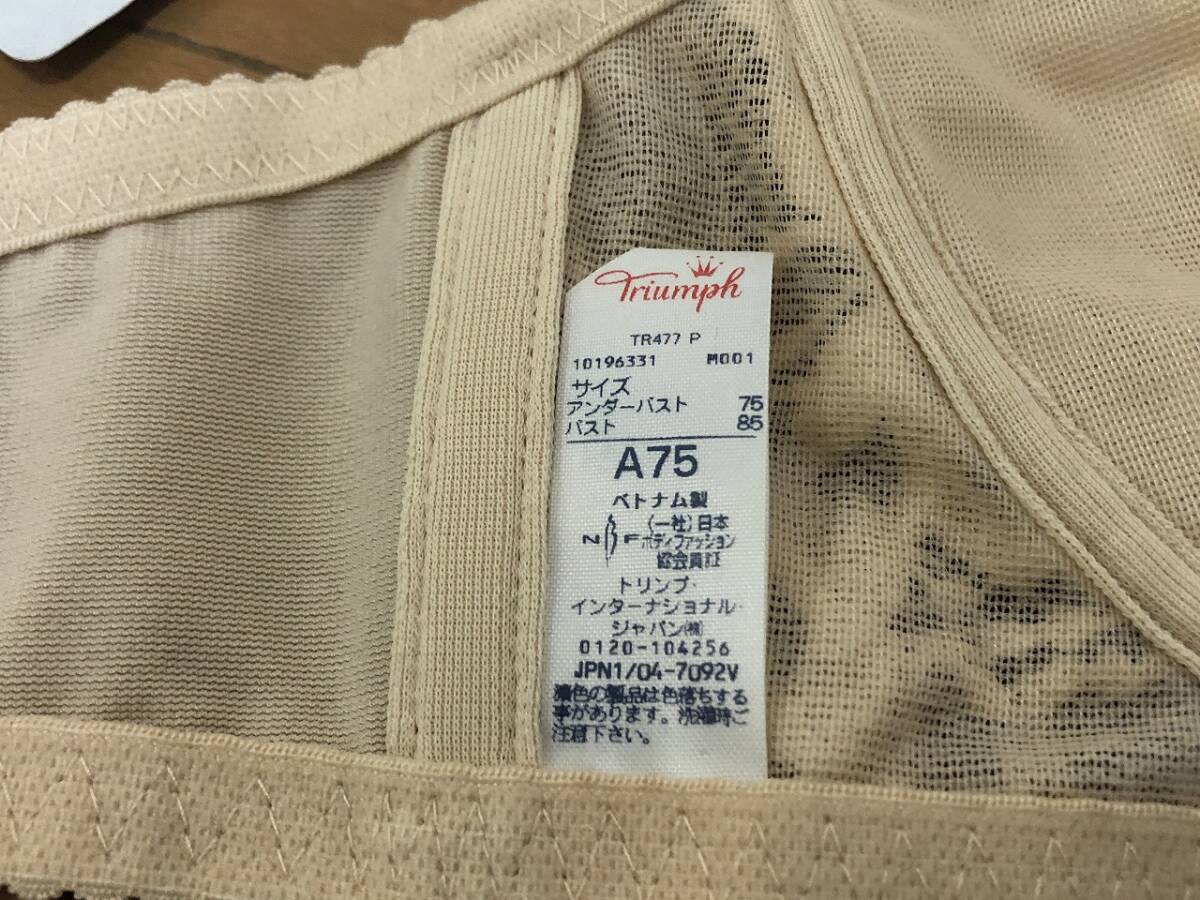 Triumph
TR477 P
10196331 M001
サイズ
アンダーバスト 75
バスト 85
A75
ベトナム製
NBF (一社)日本
ボディファッション
協会員証
トリンプ・
インターナショナル・
ジャパン㈱
0120-104256
JPN1/04-7092V
濃色の製品は色落ちする
事があります。洗濯時ご
注意下さい。